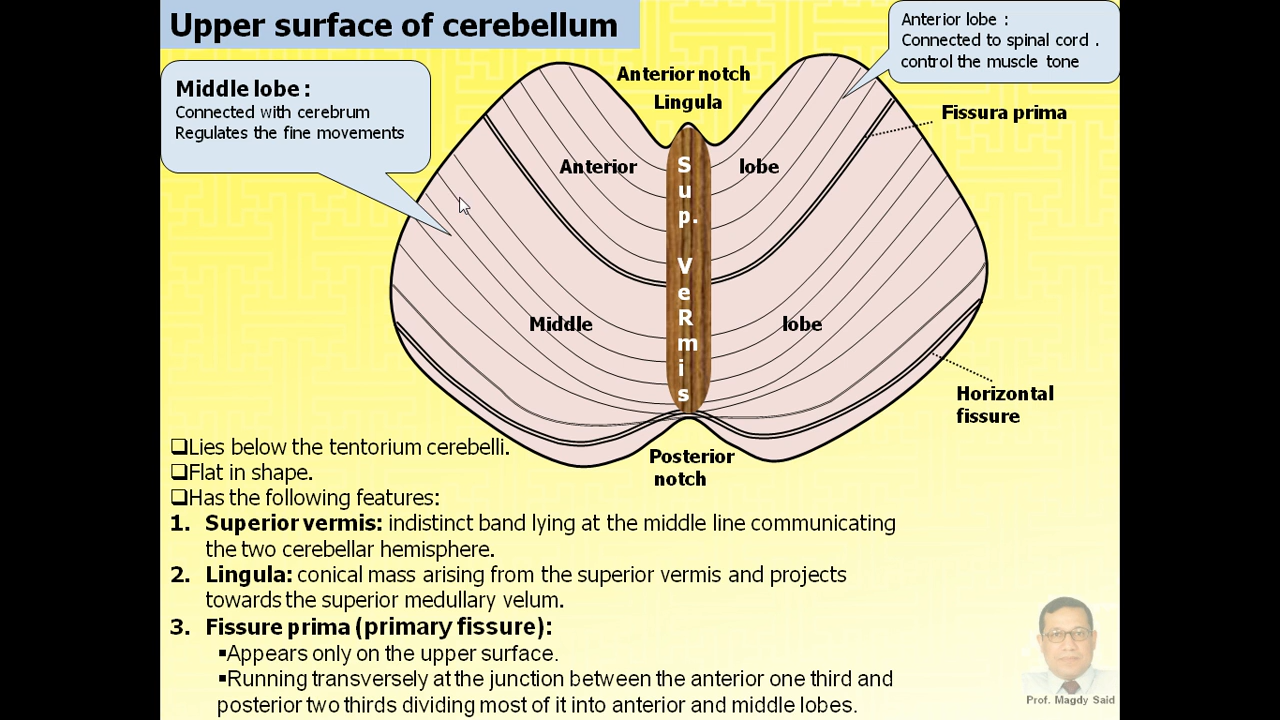 Upper surface of cerebellum
Anterior lobe :
Connected to spinal cord .
control the muscle tone
Middle lobe :
Connected with cerebrum
Regulates the fine movements
Anterior notch
Lingula
Fissura prima
Anterior lobe
Sup. VeRmis
Middle lobe
Horizontal
fissure
Posterior
notch
❑Lies below the tentorium cerebelli.
❑Flat in shape.
❑Has the following features:
1. Superior vermis: indistinct band lying at the middle line communicating
the two cerebellar hemisphere.
2. Lingula: conical mass arising from the superior vermis and projects
towards the superior medullary velum.
3. Fissure prima (primary fissure):
▪Appears only on the upper surface.
▪Running transversely at the junction between the anterior one third and
posterior two thirds dividing most of it into anterior and middle lobes.
Prof. Magdy Said